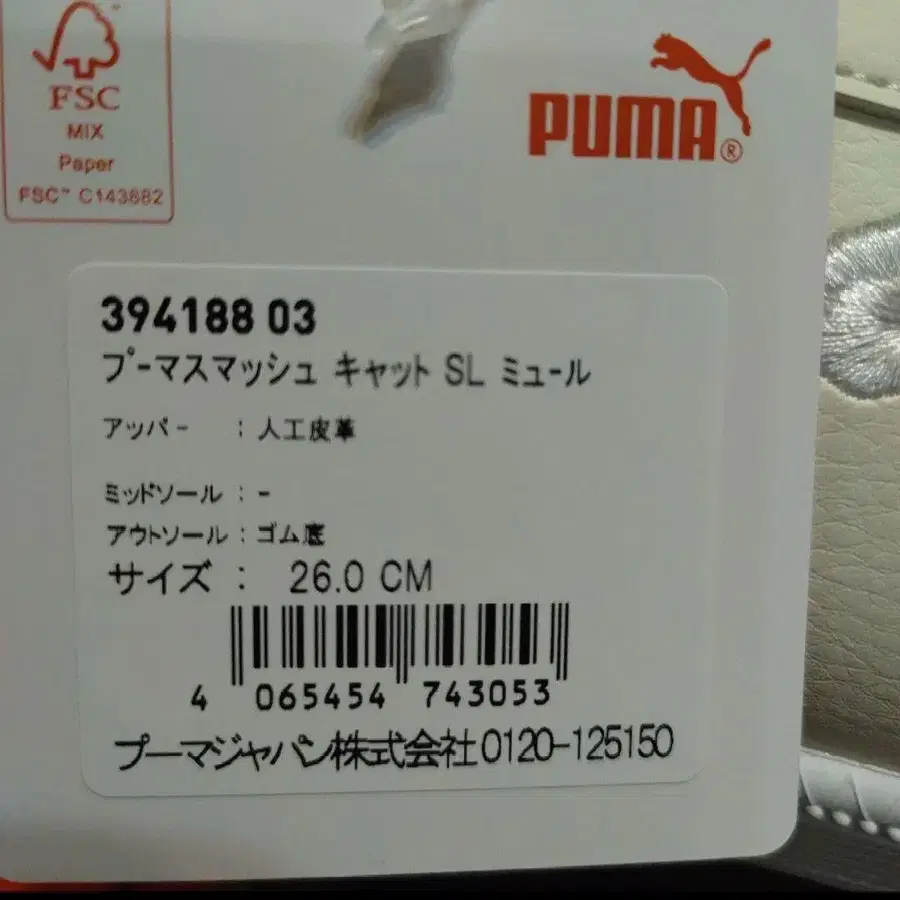 FSC
MIX
Paper
FSC™ C143882
PUMA®
394188 03
プーマスマッシュ キャット SL ミュール
アッパー : 人工皮革
ミッドソール : -
アウトソール : ゴム底
サイズ : 26.0 CM
4 065454 743053
プーマジャパン株式会社0120-125150